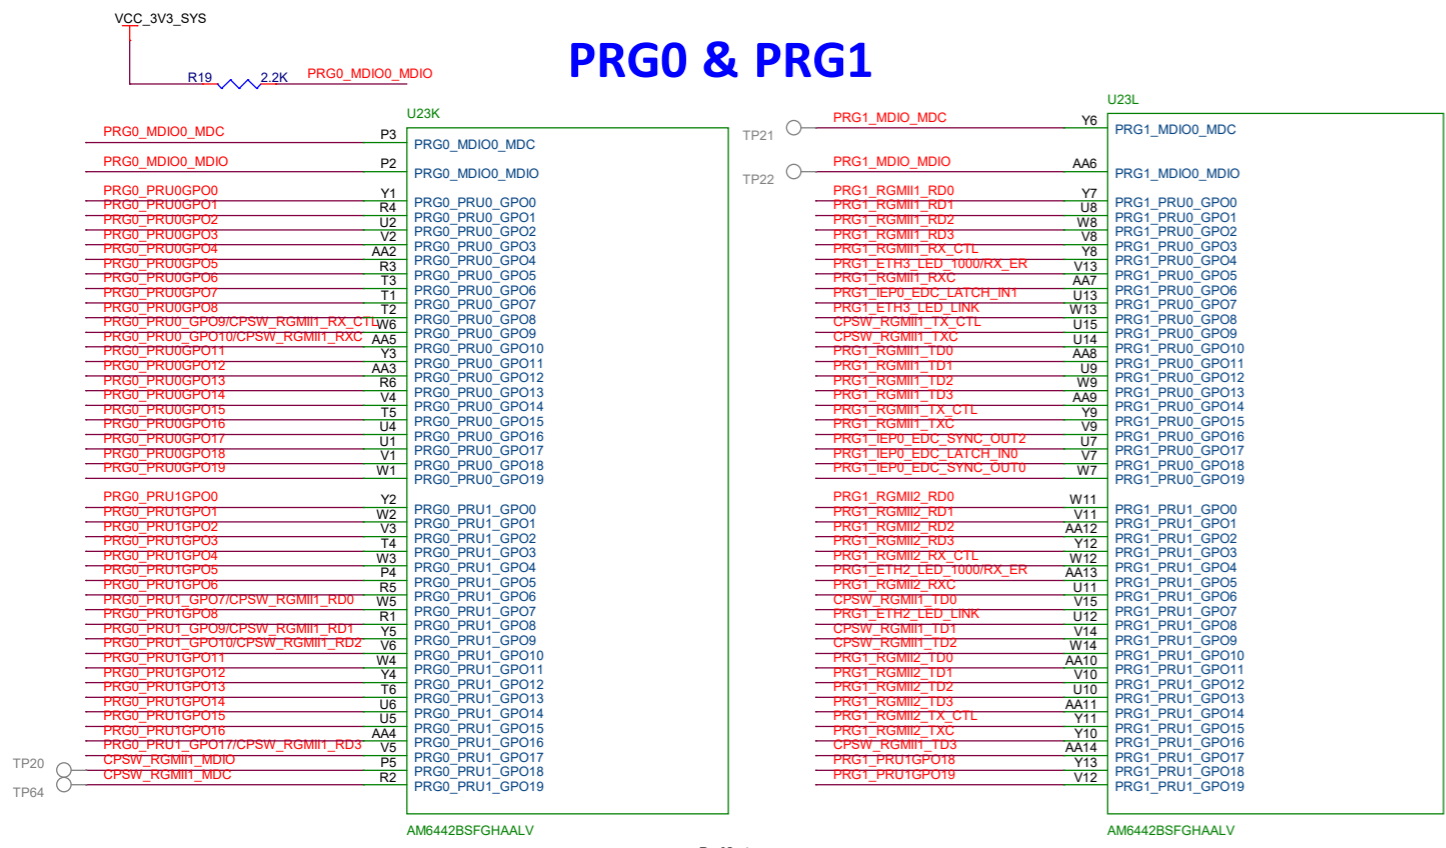 VCC_3V3_SYS
R19 2.2K PRG0_MDIO0_MDIO
PRG0 & PRG1
U23K
PRG0_MDIO0_MDC P3 PRG0_MDIO0_MDC
PRG0_MDIO0_MDIO P2 PRG0_MDIO0_MDIO
PRG0_PRU0GPO0 Y1 PRG0_PRU0_GPO0
PRG0_PRU0GPO1 R4 PRG0_PRU0_GPO1
PRG0_PRU0GPO2 U2 PRG0_PRU0_GPO2
PRG0_PRU0GPO3 V2 PRG0_PRU0_GPO3
PRG0_PRU0GPO4 AA2 PRG0_PRU0_GPO4
PRG0_PRU0GPO5 R3 PRG0_PRU0_GPO5
PRG0_PRU0GPO6 T3 PRG0_PRU0_GPO6
PRG0_PRU0GPO7 T1 PRG0_PRU0_GPO7
PRG0_PRU0GPO8 T2 PRG0_PRU0_GPO8
PRG0_PRU0_GPO9/CPSW_RGMII1_RX_CTL W6 PRG0_PRU0_GPO9
PRG0_PRU0_GPO10/CPSW_RGMII1_RXC AA5 PRG0_PRU0_GPO10
PRG0_PRU0GPO11 Y3 PRG0_PRU0_GPO11
PRG0_PRU0GPO12 AA3 PRG0_PRU0_GPO12
PRG0_PRU0GPO13 R6 PRG0_PRU0_GPO13
PRG0_PRU0GPO14 V4 PRG0_PRU0_GPO14
PRG0_PRU0GPO15 T5 PRG0_PRU0_GPO15
PRG0_PRU0GPO16 U4 PRG0_PRU0_GPO16
PRG0_PRU0GPO17 U1 PRG0_PRU0_GPO17
PRG0_PRU0GPO18 V1 PRG0_PRU0_GPO18
PRG0_PRU0GPO19 W1 PRG0_PRU0_GPO19
PRG0_PRU1GPO0 Y2 PRG0_PRU1_GPO0
PRG0_PRU1GPO1 W2 PRG0_PRU1_GPO1
PRG0_PRU1GPO2 V3 PRG0_PRU1_GPO2
PRG0_PRU1GPO3 T4 PRG0_PRU1_GPO3
PRG0_PRU1GPO4 W3 PRG0_PRU1_GPO4
PRG0_PRU1GPO5 P4 PRG0_PRU1_GPO5
PRG0_PRU1GPO6 R5 PRG0_PRU1_GPO6
PRG0_PRU1_GPO7/CPSW_RGMII1_RD0 W5 PRG0_PRU1_GPO7
PRG0_PRU1GPO8 R1 PRG0_PRU1_GPO8
PRG0_PRU1_GPO9/CPSW_RGMII1_RD1 Y5 PRG0_PRU1_GPO9
PRG0_PRU1_GPO10/CPSW_RGMII1_RD2 V6 PRG0_PRU1_GPO10
PRG0_PRU1GPO11 W4 PRG0_PRU1_GPO11
PRG0_PRU1GPO12 Y4 PRG0_PRU1_GPO12
PRG0_PRU1GPO13 T6 PRG0_PRU1_GPO13
PRG0_PRU1GPO14 U6 PRG0_PRU1_GPO14
PRG0_PRU1GPO15 U5 PRG0_PRU1_GPO15
PRG0_PRU1GPO16 AA4 PRG0_PRU1_GPO16
PRG0_PRU1_GPO17/CPSW_RGMII1_RD3 V5 PRG0_PRU1_GPO17
TP20 CPSW_RGMII1_MDIO P5 PRG0_PRU1_GPO18
TP64 CPSW_RGMII1_MDC R2 PRG0_PRU1_GPO19
AM6442BSFGHAALV
U23L
TP21 PRG1_MDIO_MDC Y6 PRG1_MDIO0_MDC
TP22 PRG1_MDIO_MDIO AA6 PRG1_MDIO0_MDIO
PRG1_RGMII1_RD0 Y7 PRG1_PRU0_GPO0
PRG1_RGMII1_RD1 U8 PRG1_PRU0_GPO1
PRG1_RGMII1_RD2 W8 PRG1_PRU0_GPO2
PRG1_RGMII1_RD3 V8 PRG1_PRU0_GPO3
PRG1_RGMII1_RX_CTL Y8 PRG1_PRU0_GPO4
PRG1_ETH3_LED_1000/RX_ER V13 PRG1_PRU0_GPO5
PRG1_RGMII1_RXC AA7 PRG1_PRU0_GPO6
PRG1_IEP0_EDC_LATCH_IN1 U13 PRG1_PRU0_GPO7
PRG1_ETH3_LED_LINK W13 PRG1_PRU0_GPO8
CPSW_RGMII1_TX_CTL U15 PRG1_PRU0_GPO9
CPSW_RGMII1_TXC U14 PRG1_PRU0_GPO10
PRG1_RGMII1_TD0 AA8 PRG1_PRU0_GPO11
PRG1_RGMII1_TD1 U9 PRG1_PRU0_GPO12
PRG1_RGMII1_TD2 W9 PRG1_PRU0_GPO13
PRG1_RGMII1_TD3 AA9 PRG1_PRU0_GPO14
PRG1_RGMII1_TX_CTL Y9 PRG1_PRU0_GPO15
PRG1_RGMII1_TXC V9 PRG1_PRU0_GPO16
PRG1_IEP0_EDC_SYNC_OUT2 U7 PRG1_PRU0_GPO17
PRG1_IEP0_EDC_LATCH_IN0 V7 PRG1_PRU0_GPO18
PRG1_IEP0_EDC_SYNC_OUT0 W7 PRG1_PRU0_GPO19
PRG1_RGMII2_RD0 W11 PRG1_PRU1_GPO0
PRG1_RGMII2_RD1 V11 PRG1_PRU1_GPO1
PRG1_RGMII2_RD2 AA12 PRG1_PRU1_GPO2
PRG1_RGMII2_RD3 Y12 PRG1_PRU1_GPO3
PRG1_RGMII2_RX_CTL W12 PRG1_PRU1_GPO4
PRG1_ETH2_LED_1000/RX_ER AA13 PRG1_PRU1_GPO5
PRG1_RGMII2_RXC U11 PRG1_PRU1_GPO6
CPSW_RGMII1_TD0 V15 PRG1_PRU1_GPO7
PRG1_ETH2_LED_LINK U12 PRG1_PRU1_GPO8
CPSW_RGMII1_TD1 V14 PRG1_PRU1_GPO9
CPSW_RGMII1_TD2 W14 PRG1_PRU1_GPO10
PRG1_RGMII2_TD0 AA10 PRG1_PRU1_GPO11
PRG1_RGMII2_TD1 V10 PRG1_PRU1_GPO12
PRG1_RGMII2_TD2 U10 PRG1_PRU1_GPO13
PRG1_RGMII2_TD3 AA11 PRG1_PRU1_GPO14
PRG1_RGMII2_TX_CTL Y11 PRG1_PRU1_GPO15
PRG1_RGMII2_TXC Y10 PRG1_PRU1_GPO16
CPSW_RGMII1_TD3 AA14 PRG1_PRU1_GPO17
PRG1_PRU1GPO18 Y13 PRG1_PRU1_GPO18
PRG1_PRU1GPO19 V12 PRG1_PRU1_GPO19
AM6442BSFGHAALV